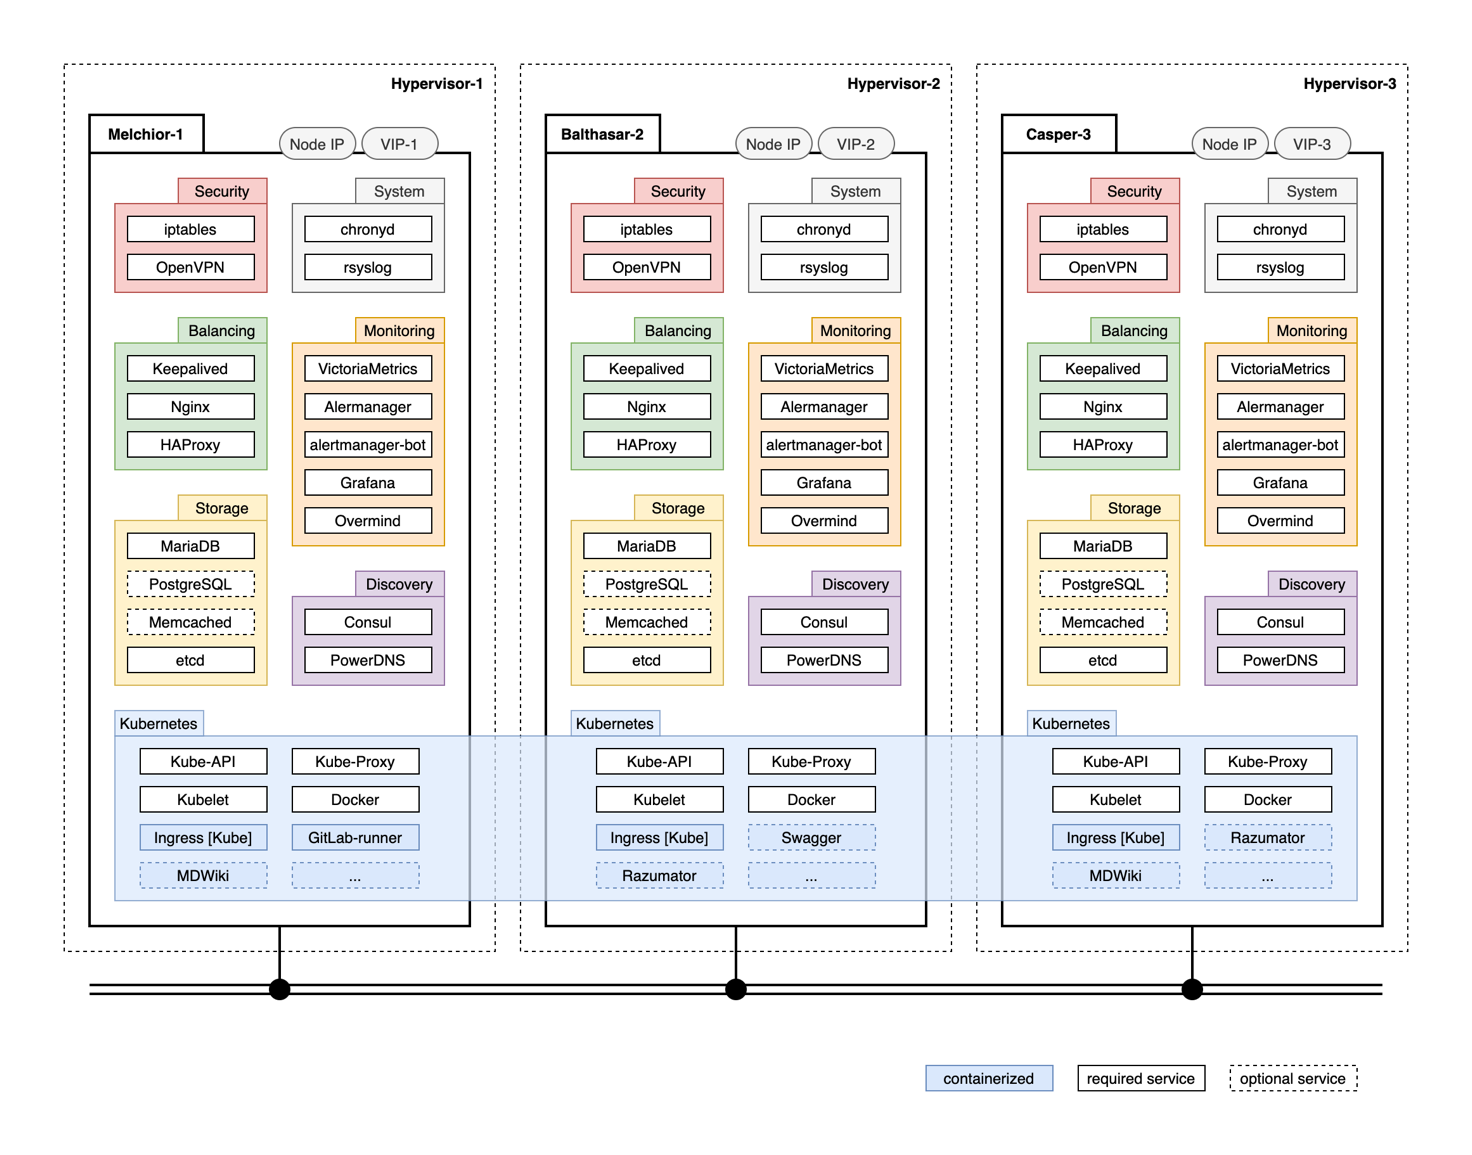 Hypervisor-1
Melchior-1
Node IP
VIP-1
Security
iptables
OpenVPN
System
chronyd
rsyslog
Balancing
Keepalived
Nginx
HAProxy
Monitoring
VictoriaMetrics
Alermanager
alertmanager-bot
Grafana
Overmind
Storage
MariaDB
PostgreSQL
Memcached
etcd
Discovery
Consul
PowerDNS
Kubernetes
Kube-API
Kube-Proxy
Kubelet
Docker
Ingress [Kube]
GitLab-runner
MDWiki
...
Hypervisor-2
Balthasar-2
Node IP
VIP-2
Security
iptables
OpenVPN
System
chronyd
rsyslog
Balancing
Keepalived
Nginx
HAProxy
Monitoring
VictoriaMetrics
Alermanager
alertmanager-bot
Grafana
Overmind
Storage
MariaDB
PostgreSQL
Memcached
etcd
Discovery
Consul
PowerDNS
Kubernetes
Kube-API
Kube-Proxy
Kubelet
Docker
Ingress [Kube]
Swagger
Razumator
...
Hypervisor-3
Casper-3
Node IP
VIP-3
Security
iptables
OpenVPN
System
chronyd
rsyslog
Balancing
Keepalived
Nginx
HAProxy
Monitoring
VictoriaMetrics
Alermanager
alertmanager-bot
Grafana
Overmind
Storage
MariaDB
PostgreSQL
Memcached
etcd
Discovery
Consul
PowerDNS
Kubernetes
Kube-API
Kube-Proxy
Kubelet
Docker
Ingress [Kube]
Razumator
MDWiki
...
containerized
required service
optional service